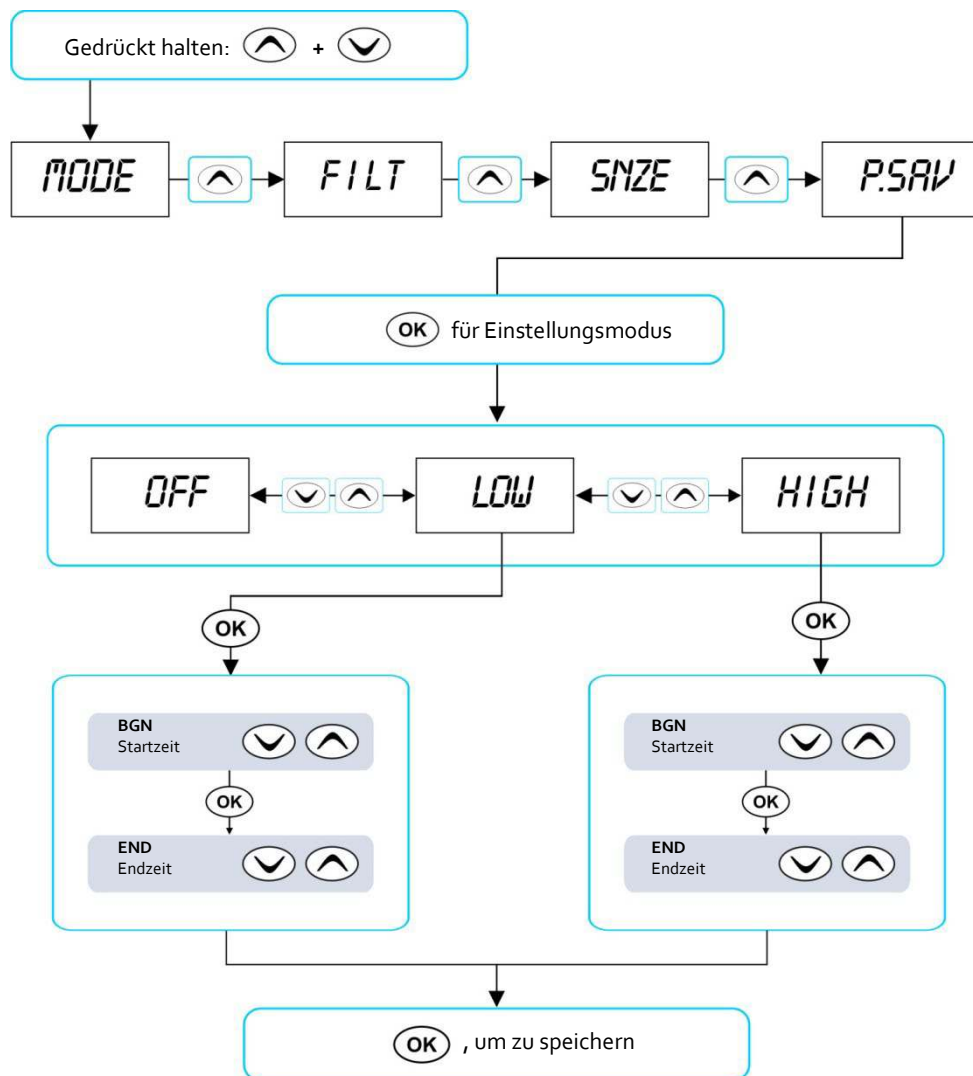 Gedrückt halten: +
MODE FILT SNZE P.SAV
OK für Einstellungsmodus
OFF LOW HIGH
OK OK
BGN
Startzeit
OK
END
Endzeit
BGN
Startzeit
OK
END
Endzeit
OK , um zu speichern